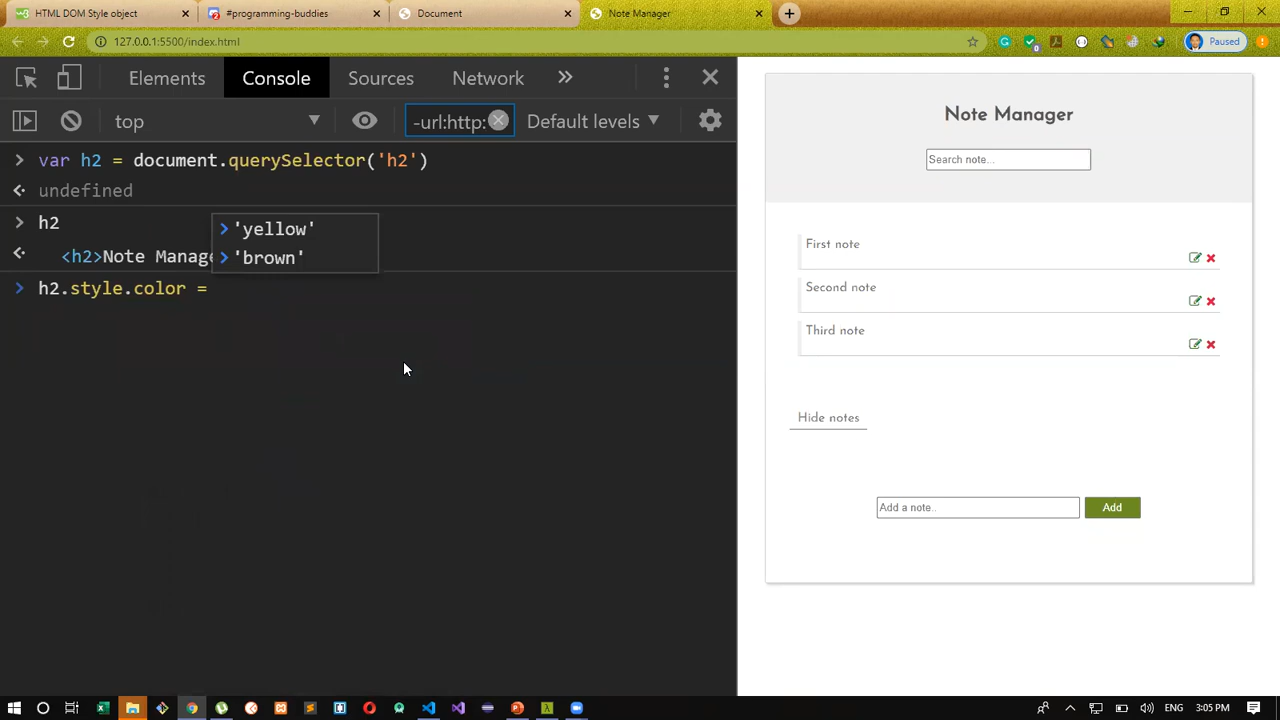 HTML DOM Style object
#programming-buddies
Document
Note Manager
127.0.0.1:5500/index.html
Paused
Elements
Console
Sources
Network
top
-url:http:
Default levels
var h2 = document.querySelector('h2')
undefined
h2
<h2>Note Manage
'yellow'
'brown'
h2.style.color =
Note Manager
Search note...
First note
Second note
Third note
Hide notes
Add a note..
Add
3:05 PM